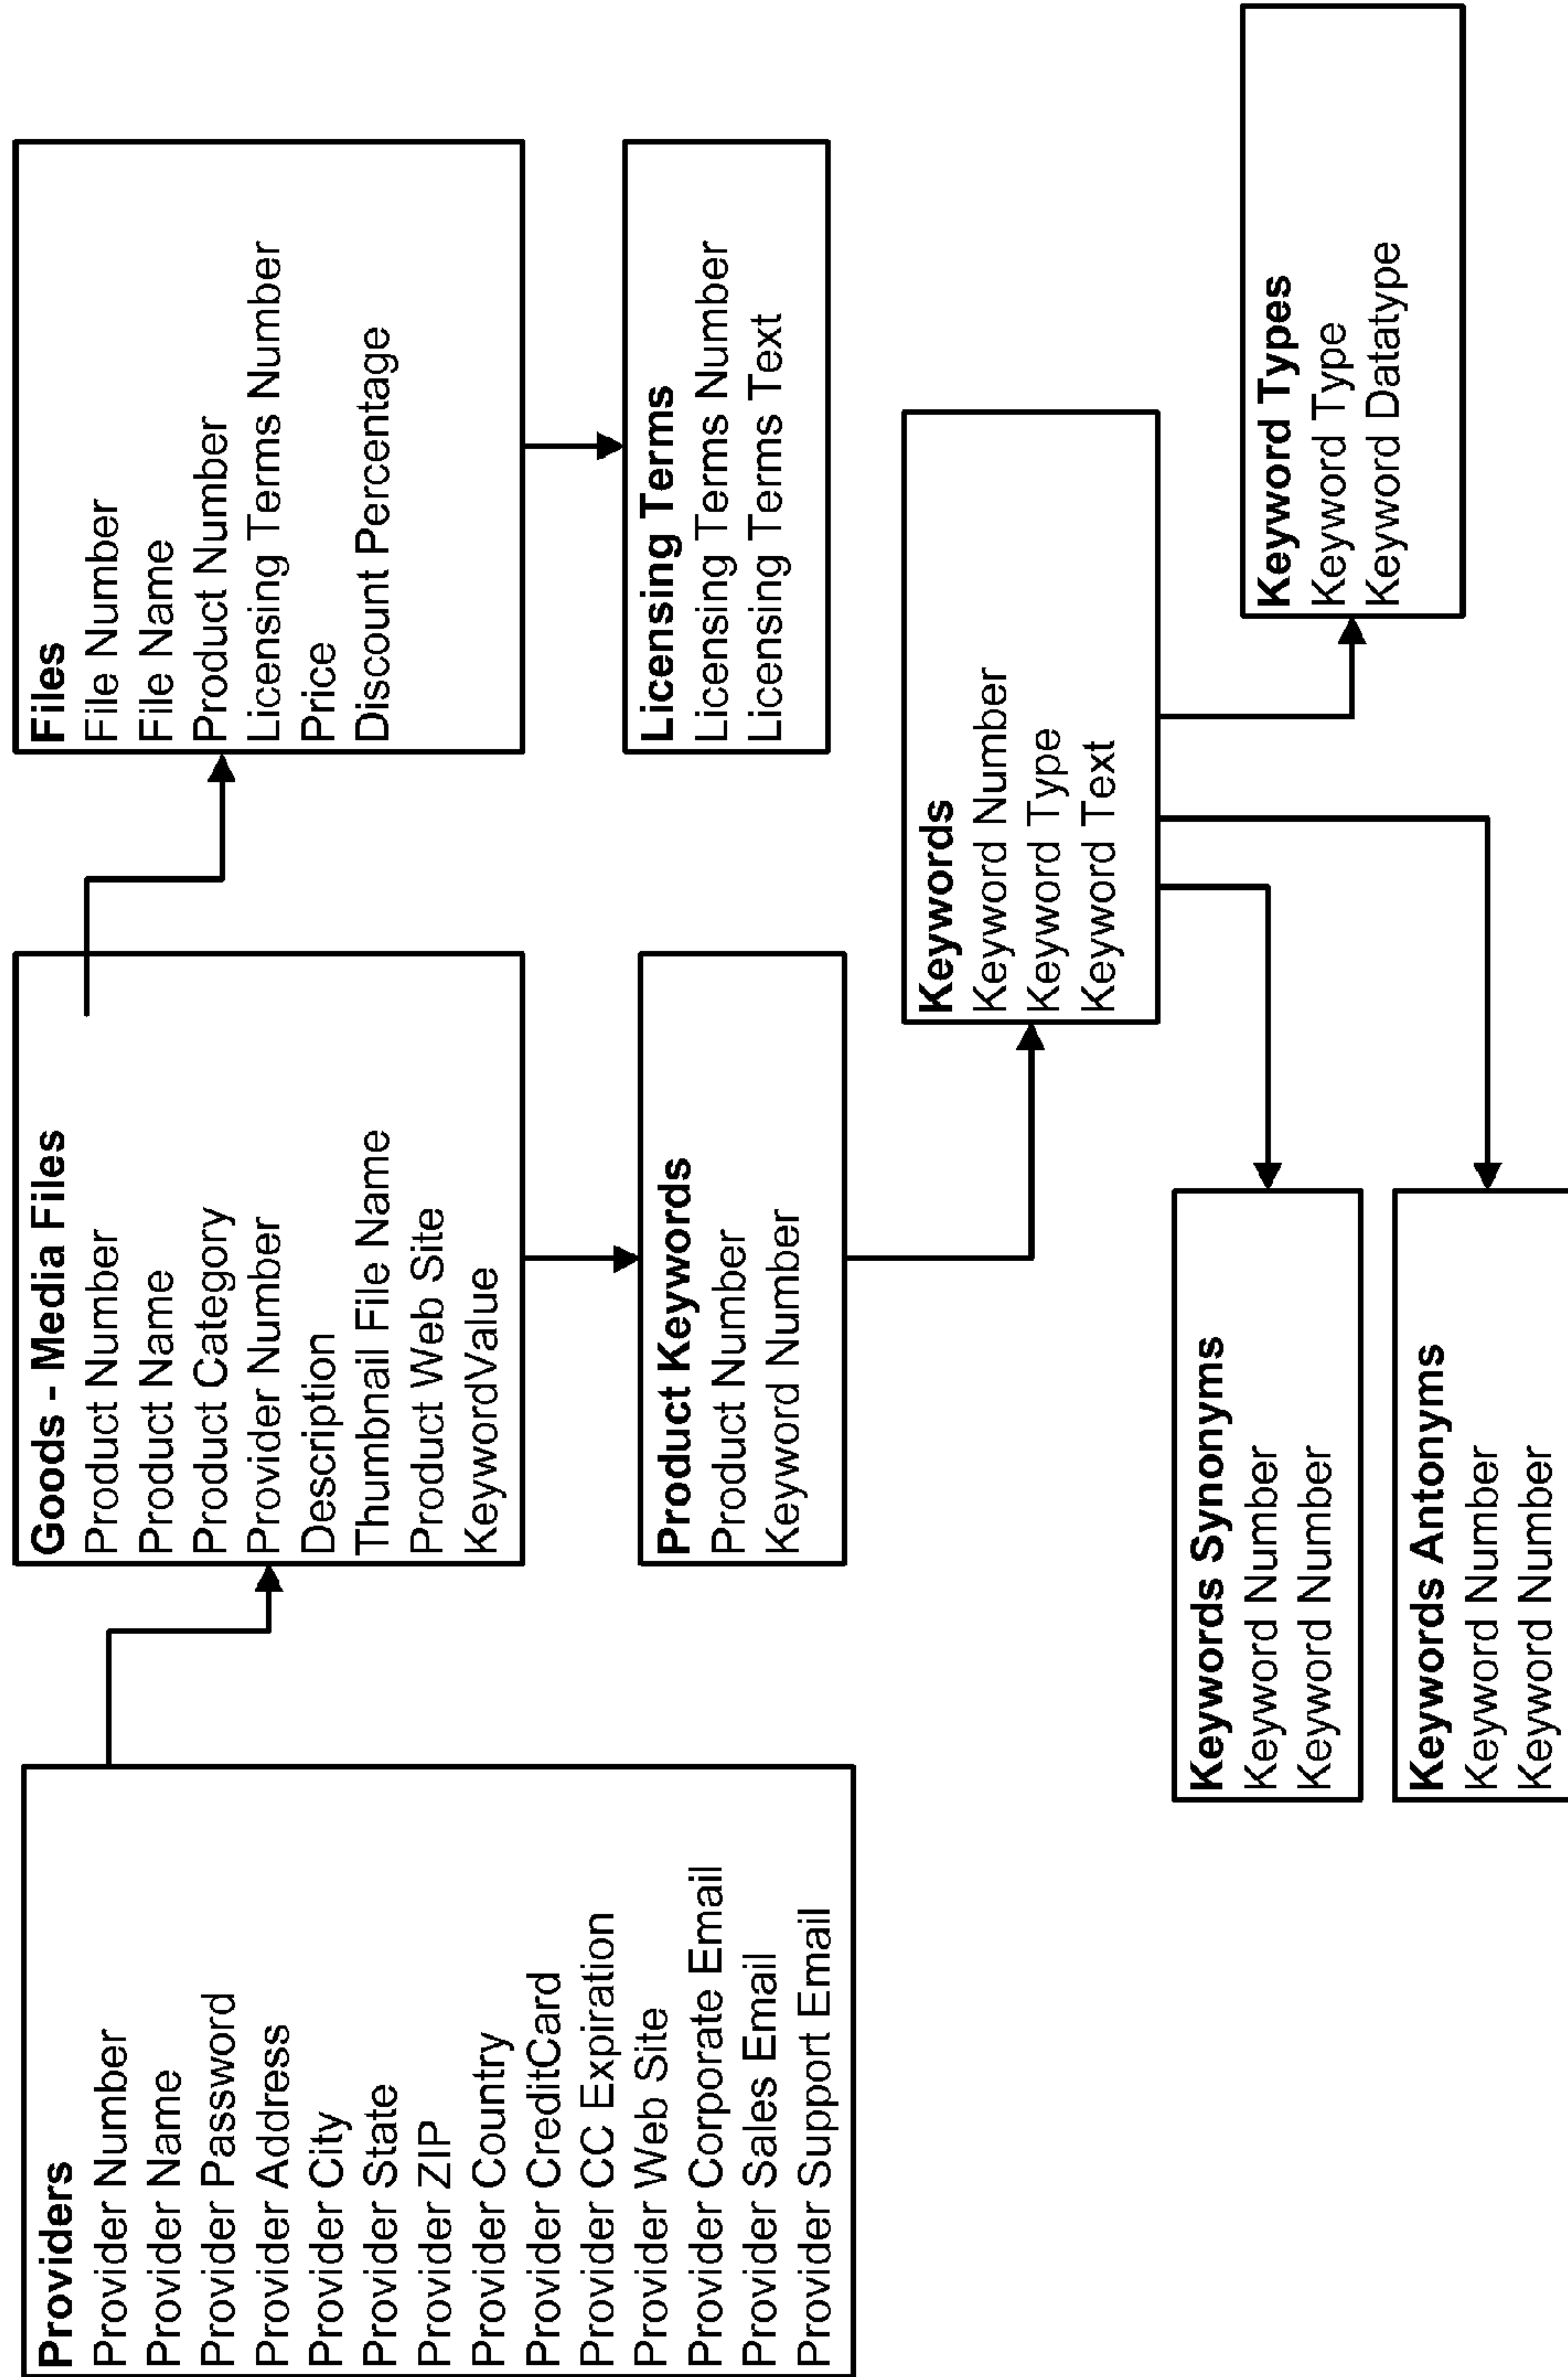 Providers
Provider Number
Provider Name
Provider Password
Provider Address
Provider City
Provider State
Provider ZIP
Provider Country
Provider CreditCard
Provider CC Expiration
Provider Web Site
Provider Corporate Email
Provider Sales Email
Provider Support Email
Goods - Media Files
Product Number
Product Name
Product Category
Provider Number
Description
Thumbnail File Name
Product Web Site
KeywordValue
Files
File Number
File Name
Product Number
Licensing Terms Number
Price
Discount Percentage
Product Keywords
Product Number
Keyword Number
Licensing Terms
Licensing Terms Number
Licensing Terms Text
Keywords
Keyword Number
Keyword Type
Keyword Text
Keywords Synonyms
Keyword Number
Keyword Number
Keyword Types
Keyword Type
Keyword Datatype
Keywords Antonyms
Keyword Number
Keyword Number